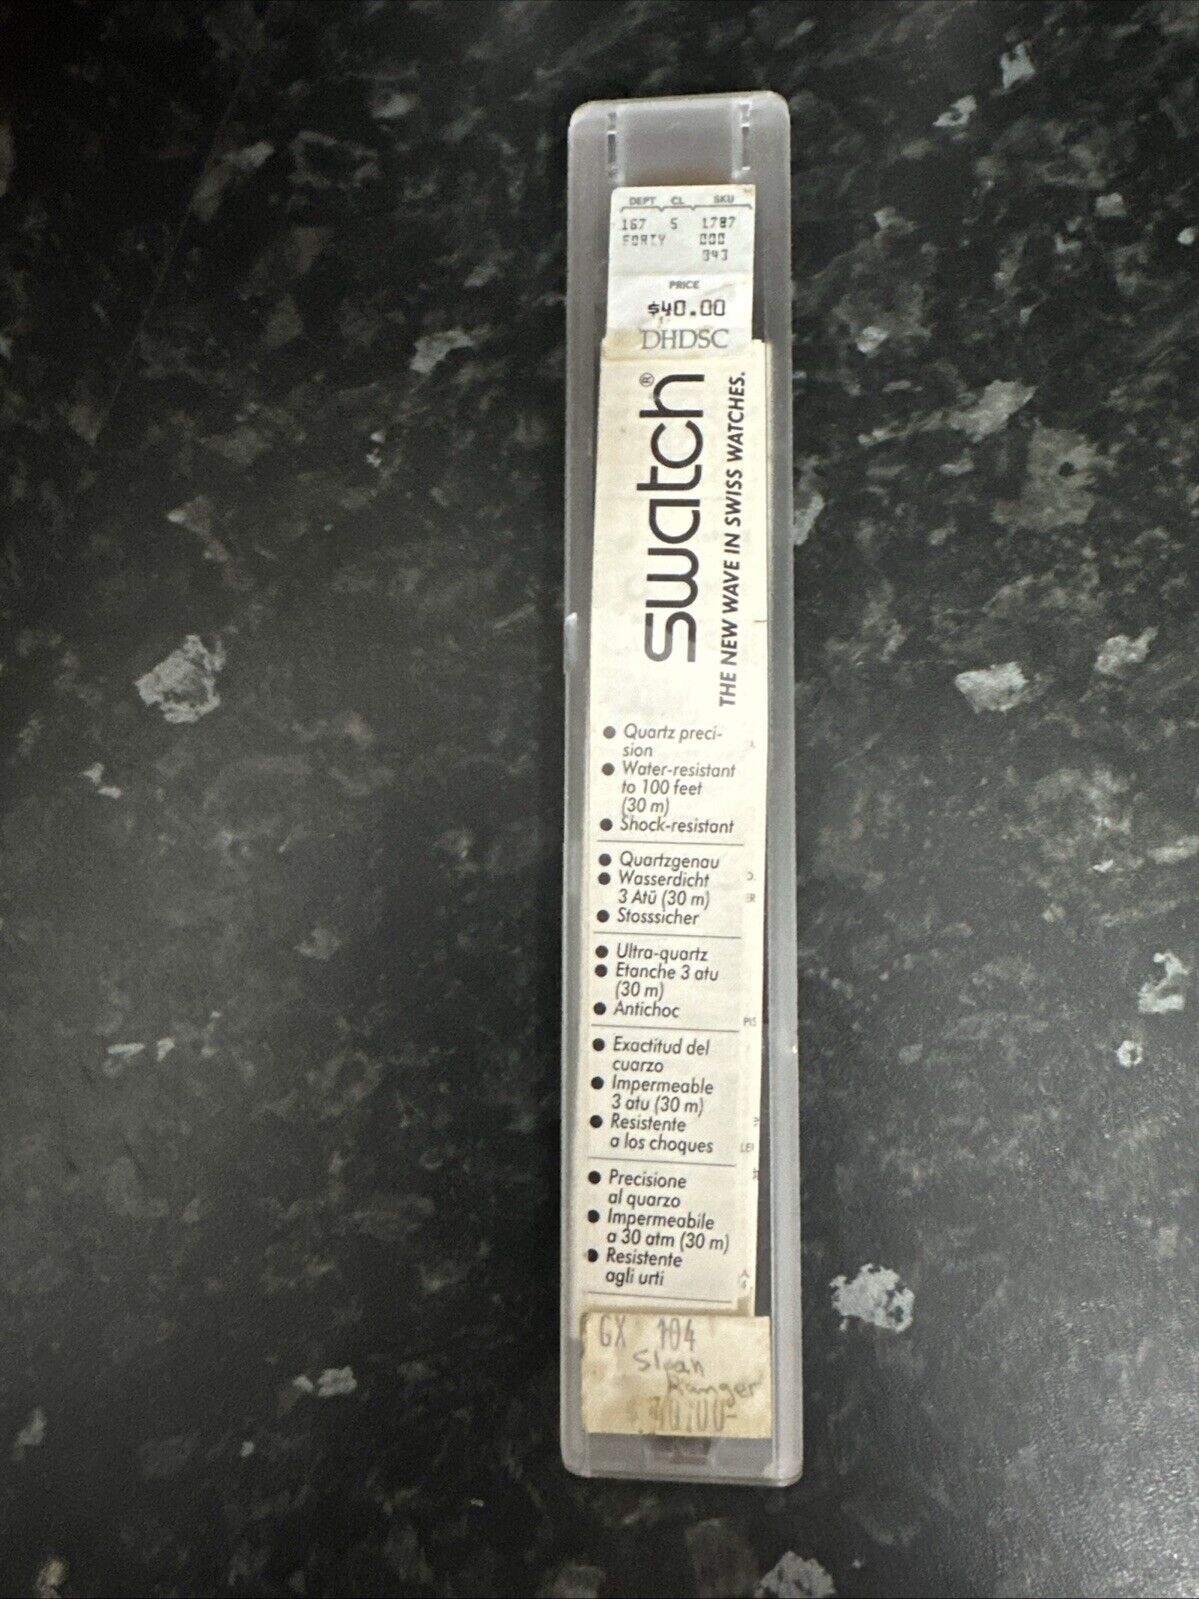 DEPT CL SKU
167 5 1787
FORTY 000
043
PRICE
$40.00
DHDSC
swatch®
THE NEW WAVE IN SWISS WATCHES.
● Quartz preci-
sion
● Water-resistant
to 100 feet
(30 m)
● Shock-resistant
● Quartzgenau
● Wasserdicht
3 Atü (30 m)
● Stosssicher
● Ultra-quartz
● Etanche 3 atu
(30 m)
● Antichoc
● Exactitud del
cuarzo
● Impermeable
3 atu (30 m)
● Resistente
a los choques
● Precisione
al quarzo
● Impermeabile
a 30 atm (30 m)
● Resistente
agli urti
GX 104
Sloan
Ranger
$ 40.00-